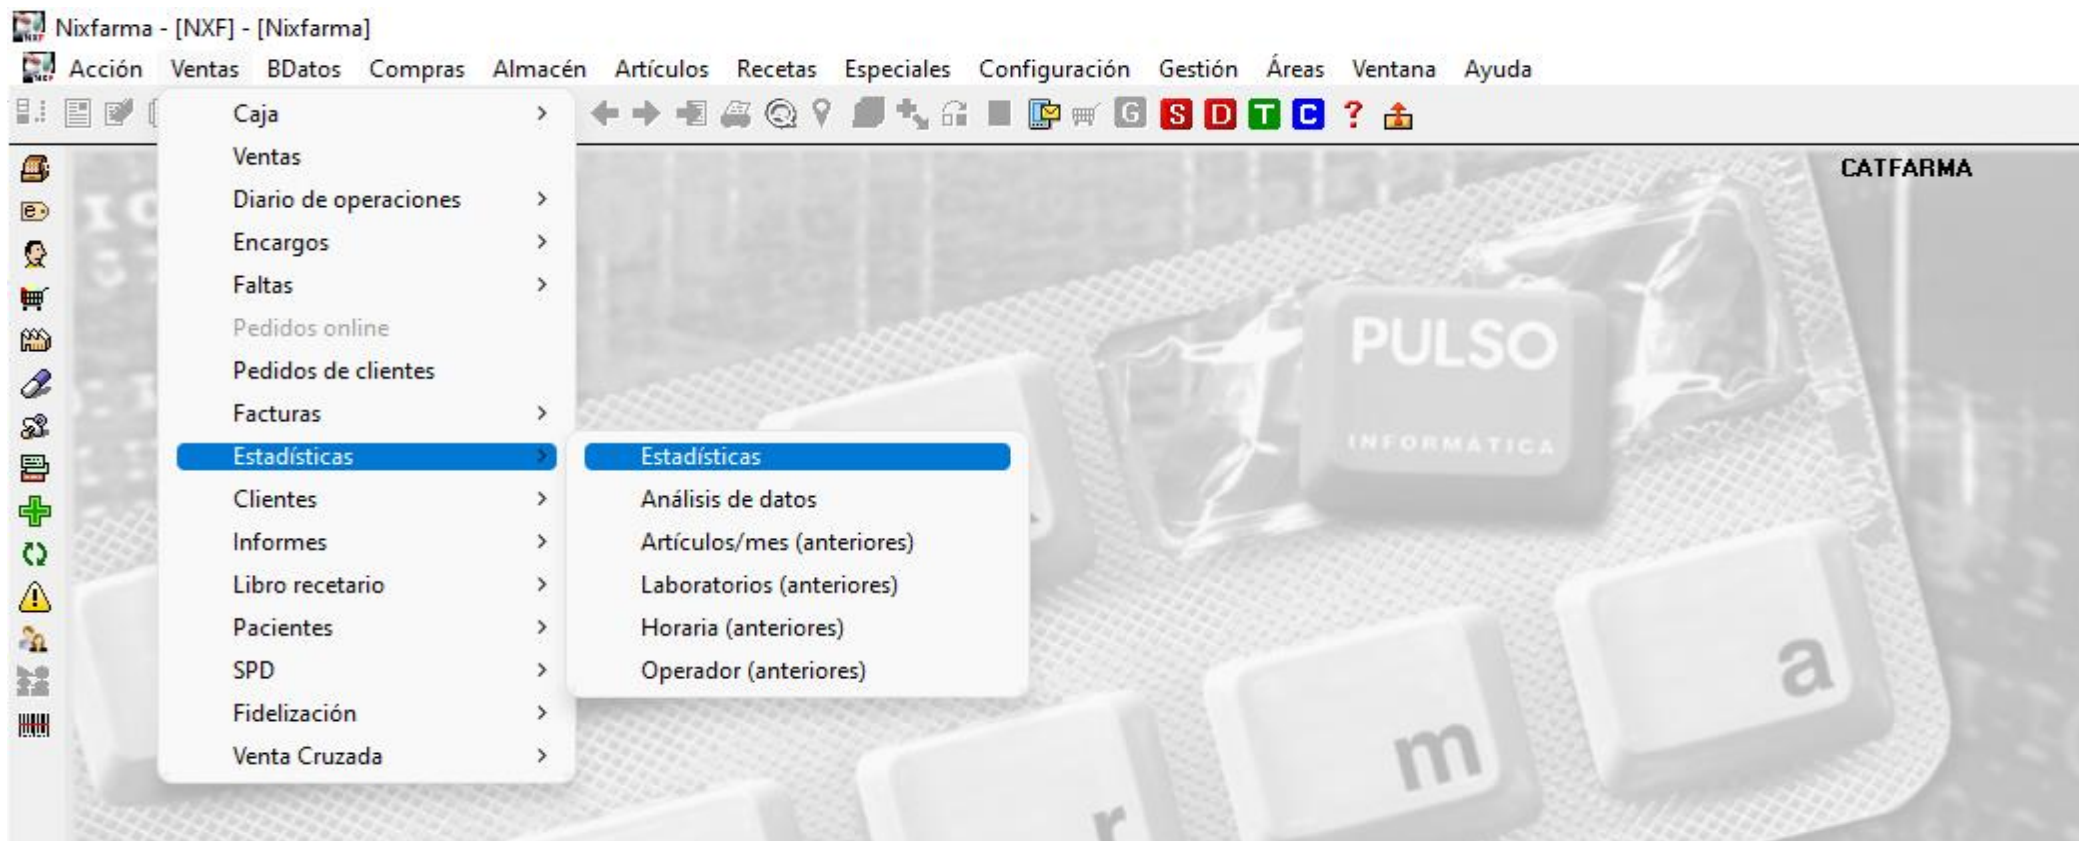 Nixfarma - [NXF] - [Nixfarma]
Acción Ventas BDatos Compras Almacén Artículos Recetas Especiales Configuración Gestión Áreas Ventana Ayuda
G S D T C ?
CATFARMA
Caja
Ventas
Diario de operaciones
Encargos
Faltas
Pedidos online
Pedidos de clientes
Facturas
Estadísticas
Clientes
Informes
Libro recetario
Pacientes
SPD
Fidelización
Venta Cruzada
Estadísticas
Análisis de datos
Artículos/mes (anteriores)
Laboratorios (anteriores)
Horaria (anteriores)
Operador (anteriores)
PULSO
INFORMÁTICA
r m a